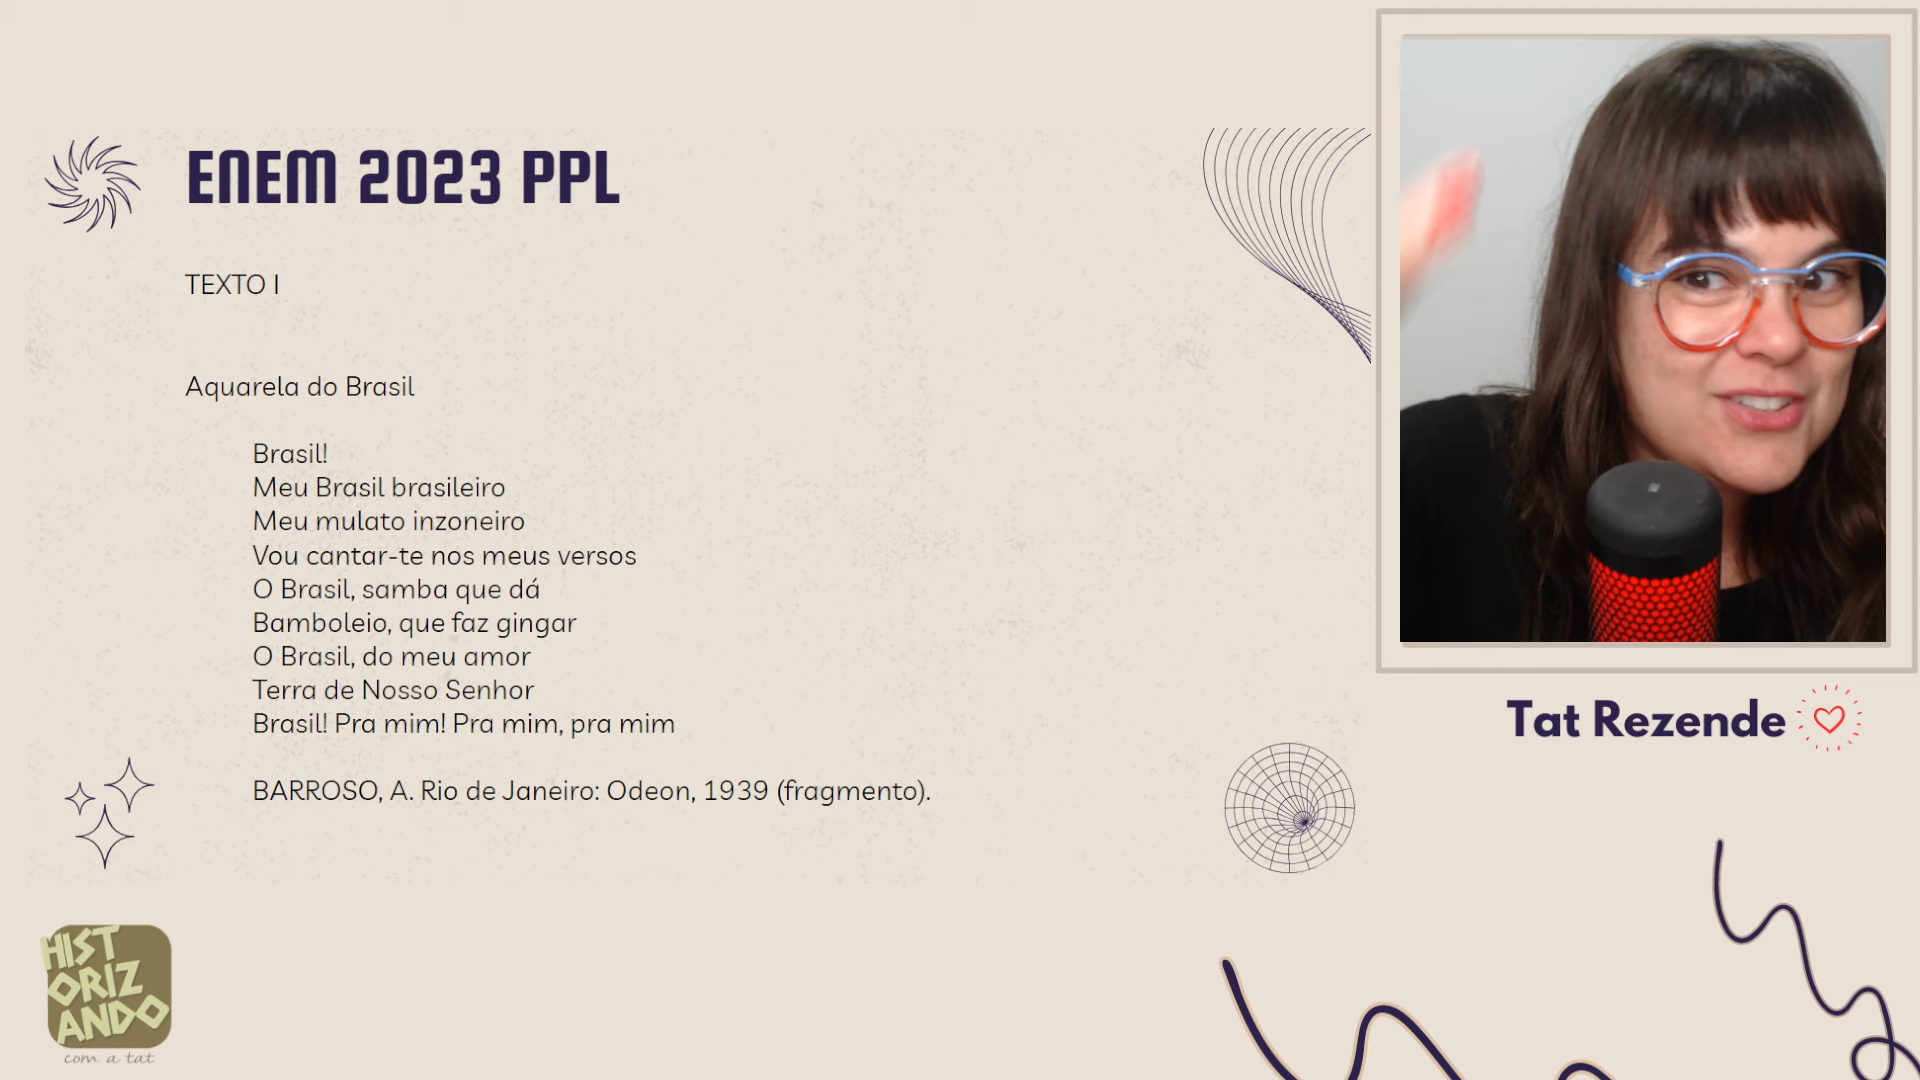 ENEM 2023 PPL
TEXTO I
Aquarela do Brasil
Brasil!
Meu Brasil brasileiro
Meu mulato inzoneiro
Vou cantar-te nos meus versos
O Brasil, samba que dá
Bamboleio, que faz gingar
O Brasil, do meu amor
Terra de Nosso Senhor
Brasil! Pra mim! Pra mim, pra mim
BARROSO, A. Rio de Janeiro: Odeon, 1939 (fragmento).
Tat Rezende
HIST
ORIZ
ANDO
com a tat